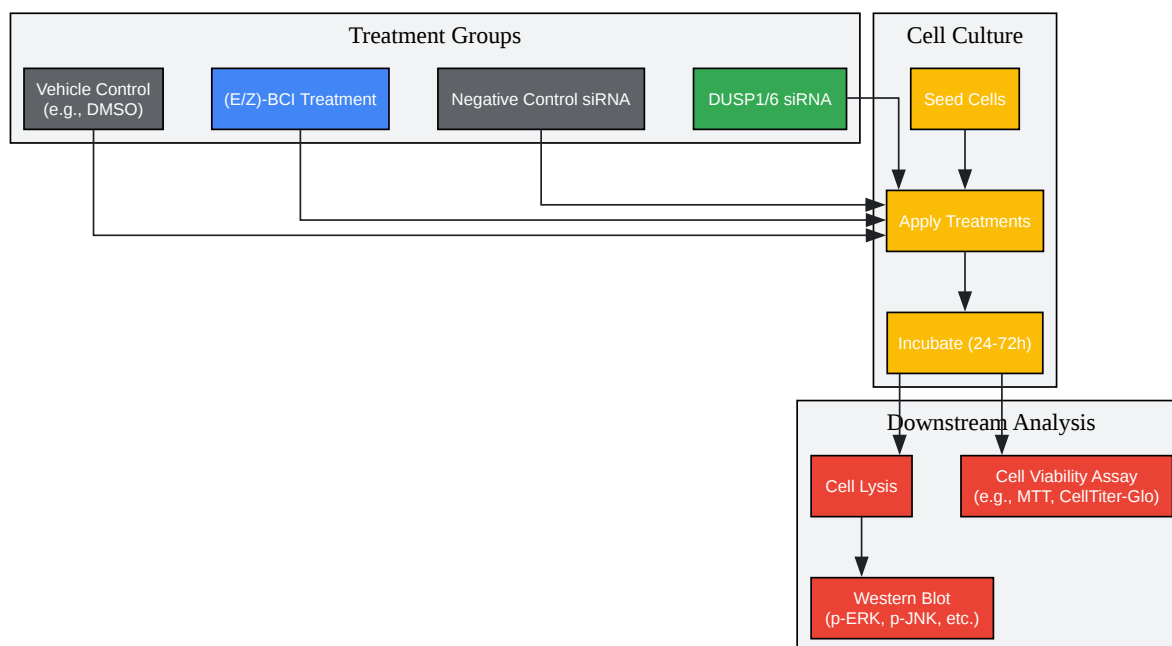 Treatment Groups
Vehicle Control
(e.g., DMSO)
(E/Z)-BCI Treatment
Negative Control siRNA
DUSP1/6 siRNA
Cell Culture
Seed Cells
Apply Treatments
Incubate (24-72h)
Downstream Analysis
Cell Lysis
Cell Viability Assay
(e.g., MTT, CellTiter-Glo)
Western Blot
(p-ERK, p-JNK, etc.)